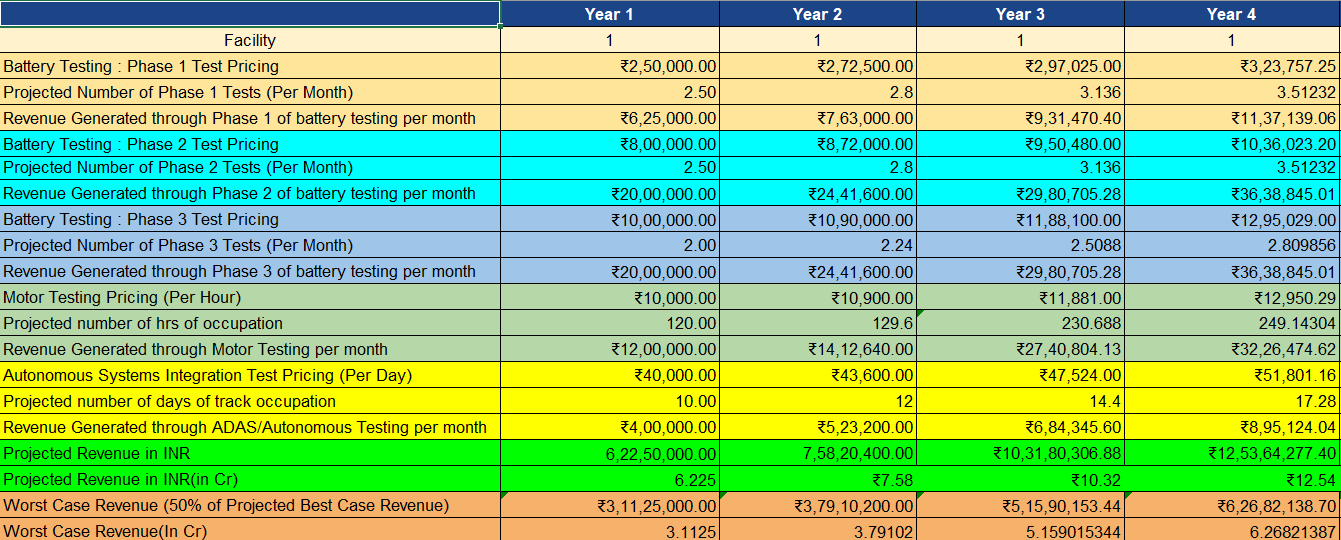 Year 1 Year 2 Year 3 Year 4
Facility 1 1 1 1
Battery Testing : Phase 1 Test Pricing ₹2,50,000.00 ₹2,72,500.00 ₹2,97,025.00 ₹3,23,757.25
Projected Number of Phase 1 Tests (Per Month) 2.50 2.8 3.136 3.51232
Revenue Generated through Phase 1 of battery testing per month ₹6,25,000.00 ₹7,63,000.00 ₹9,31,470.40 ₹11,37,139.06
Battery Testing : Phase 2 Test Pricing ₹8,00,000.00 ₹8,72,000.00 ₹9,50,480.00 ₹10,36,023.20
Projected Number of Phase 2 Tests (Per Month) 2.50 2.8 3.136 3.51232
Revenue Generated through Phase 2 of battery testing per month ₹20,00,000.00 ₹24,41,600.00 ₹29,80,705.28 ₹36,38,845.01
Battery Testing : Phase 3 Test Pricing ₹10,00,000.00 ₹10,90,000.00 ₹11,88,100.00 ₹12,95,029.00
Projected Number of Phase 3 Tests (Per Month) 2.00 2.24 2.5088 2.809856
Revenue Generated through Phase 3 of battery testing per month ₹20,00,000.00 ₹24,41,600.00 ₹29,80,705.28 ₹36,38,845.01
Motor Testing Pricing (Per Hour) ₹10,000.00 ₹10,900.00 ₹11,881.00 ₹12,950.29
Projected number of hrs of occupation 120.00 129.6 230.688 249.14304
Revenue Generated through Motor Testing per month ₹12,00,000.00 ₹14,12,640.00 ₹27,40,804.13 ₹32,26,474.62
Autonomous Systems Integration Test Pricing (Per Day) ₹40,000.00 ₹43,600.00 ₹47,524.00 ₹51,801.16
Projected number of days of track occupation 10.00 12 14.4 17.28
Revenue Generated through ADAS/Autonomous Testing per month ₹4,00,000.00 ₹5,23,200.00 ₹6,84,345.60 ₹8,95,124.04
Projected Revenue in INR 6,22,50,000.00 7,58,20,400.00 ₹10,31,80,306.88 ₹12,53,64,277.40
Projected Revenue in INR(in Cr) 6.225 ₹7.58 ₹10.32 ₹12.54
Worst Case Revenue (50% of Projected Best Case Revenue) ₹3,11,25,000.00 ₹3,79,10,200.00 ₹5,15,90,153.44 ₹6,26,82,138.70
Worst Case Revenue(In Cr) 3.1125 3.79102 5.159015344 6.26821387